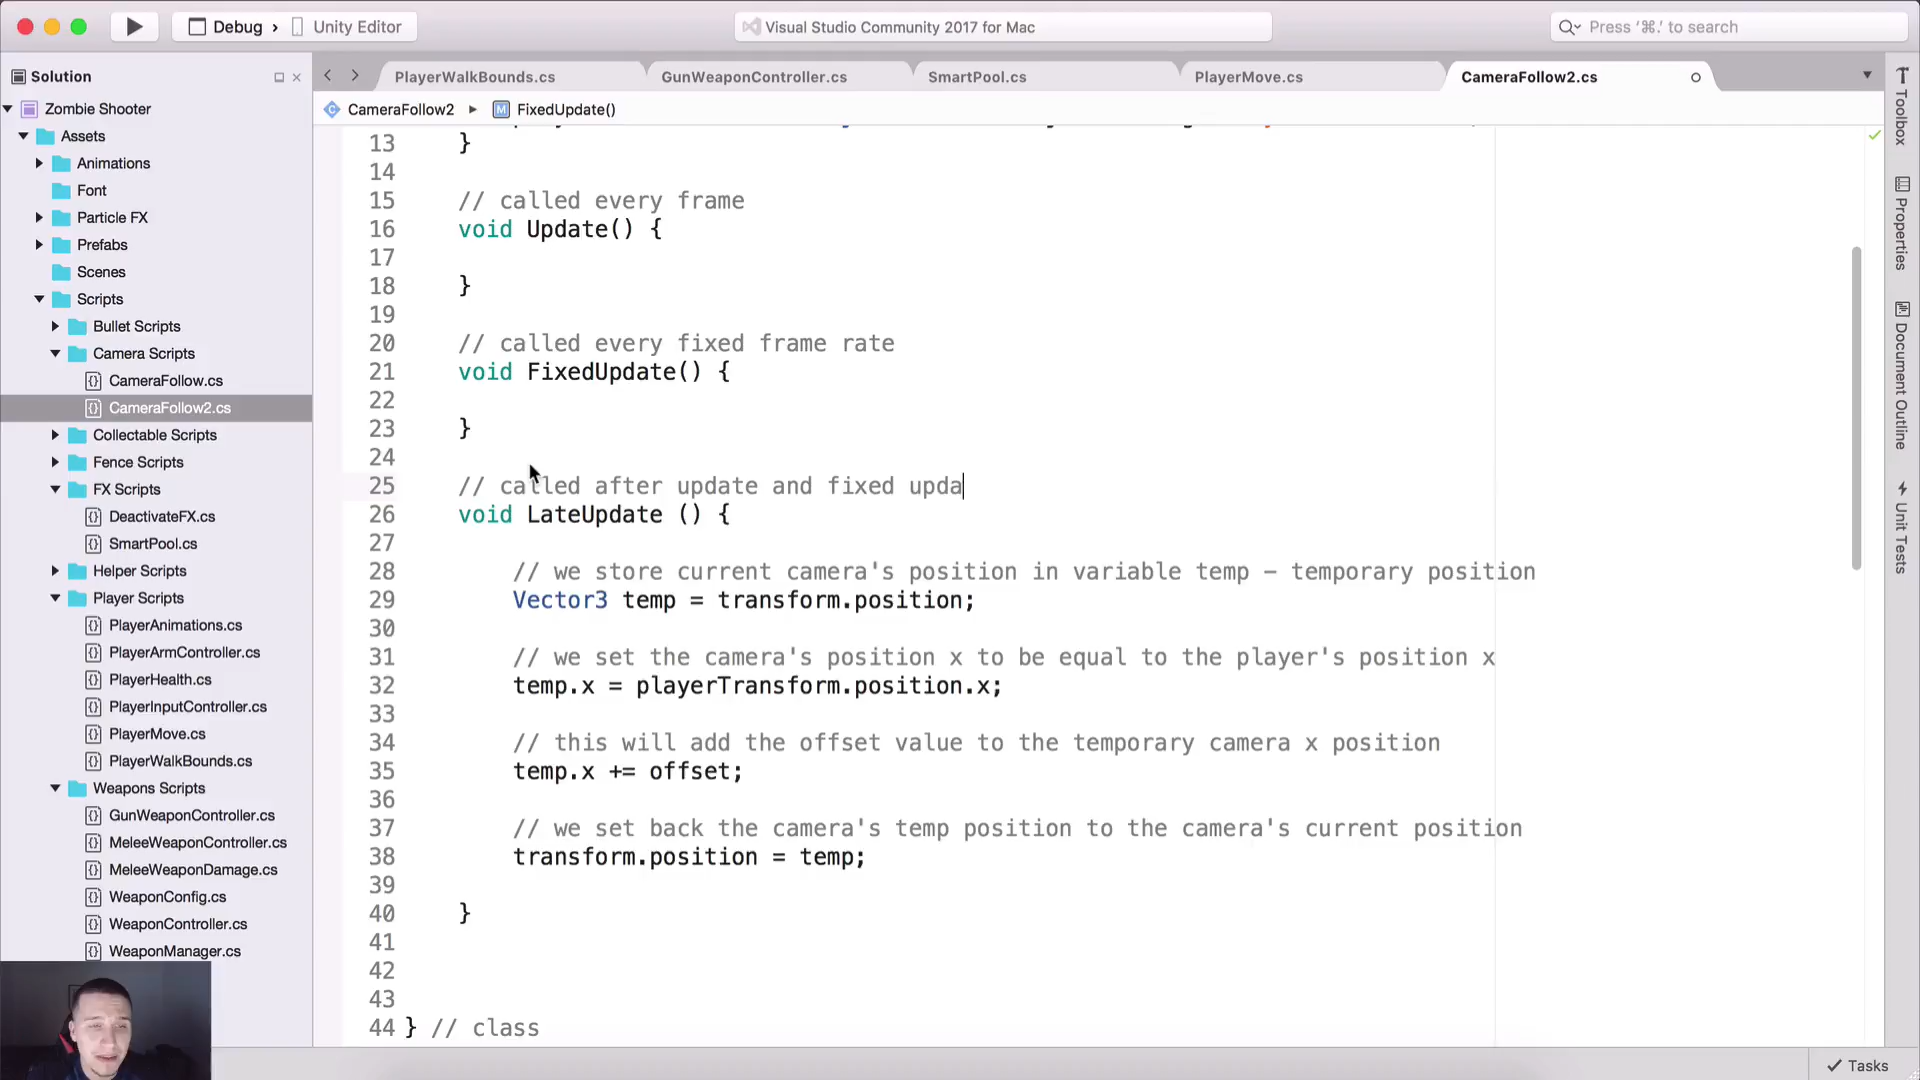 Debug › Unity Editor
Visual Studio Community 2017 for Mac
Press '⌘.' to search
Solution
Zombie Shooter
Assets
Animations
Font
Particle FX
Prefabs
Scenes
Scripts
Bullet Scripts
Camera Scripts
CameraFollow.cs
CameraFollow2.cs
Collectable Scripts
Fence Scripts
FX Scripts
DeactivateFX.cs
SmartPool.cs
Helper Scripts
Player Scripts
PlayerAnimations.cs
PlayerArmController.cs
PlayerHealth.cs
PlayerInputController.cs
PlayerMove.cs
PlayerWalkBounds.cs
Weapons Scripts
GunWeaponController.cs
MeleeWeaponController.cs
MeleeWeaponDamage.cs
WeaponConfig.cs
WeaponController.cs
WeaponManager.cs
PlayerWalkBounds.cs GunWeaponController.cs SmartPool.cs PlayerMove.cs CameraFollow2.cs
CameraFollow2 FixedUpdate()
13 }
14
15 // called every frame
16 void Update() {
17
18 }
19
20 // called every fixed frame rate
21 void FixedUpdate() {
22
23 }
24
25 // called after update and fixed upda
26 void LateUpdate () {
27
28 // we store current camera's position in variable temp – temporary position
29 Vector3 temp = transform.position;
30
31 // we set the camera's position x to be equal to the player's position x
32 temp.x = playerTransform.position.x;
33
34 // this will add the offset value to the temporary camera x position
35 temp.x += offset;
36
37 // we set back the camera's temp position to the camera's current position
38 transform.position = temp;
39
40 }
41
42
43
44 } // class
Toolbox
Properties
Document Outline
Unit Tests
Tasks